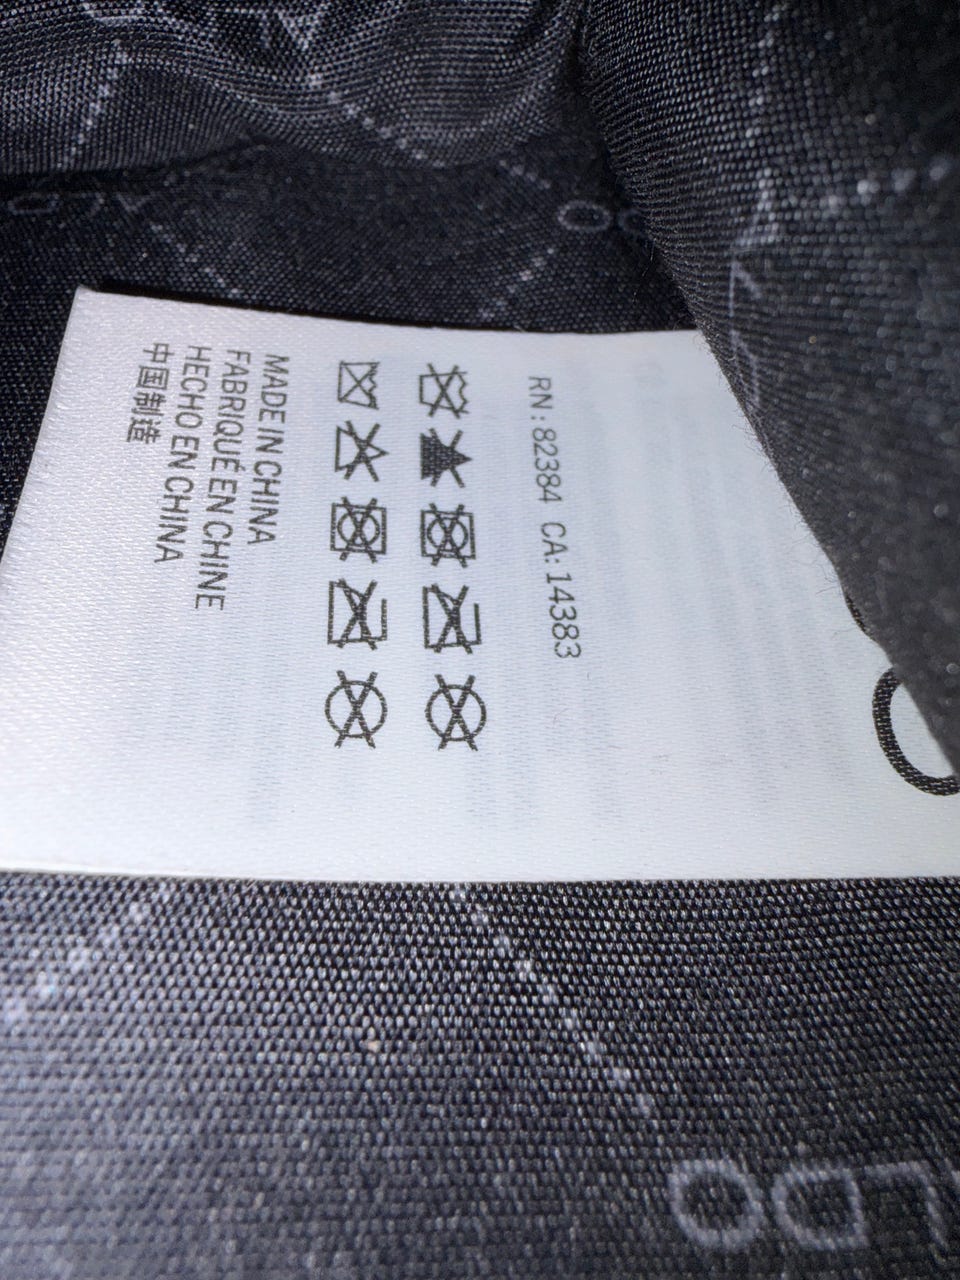 RN: 82384 CA: 14383
MADE IN CHINA
FABRIQUÉ EN CHINE
HECHO EN CHINA
中国制造